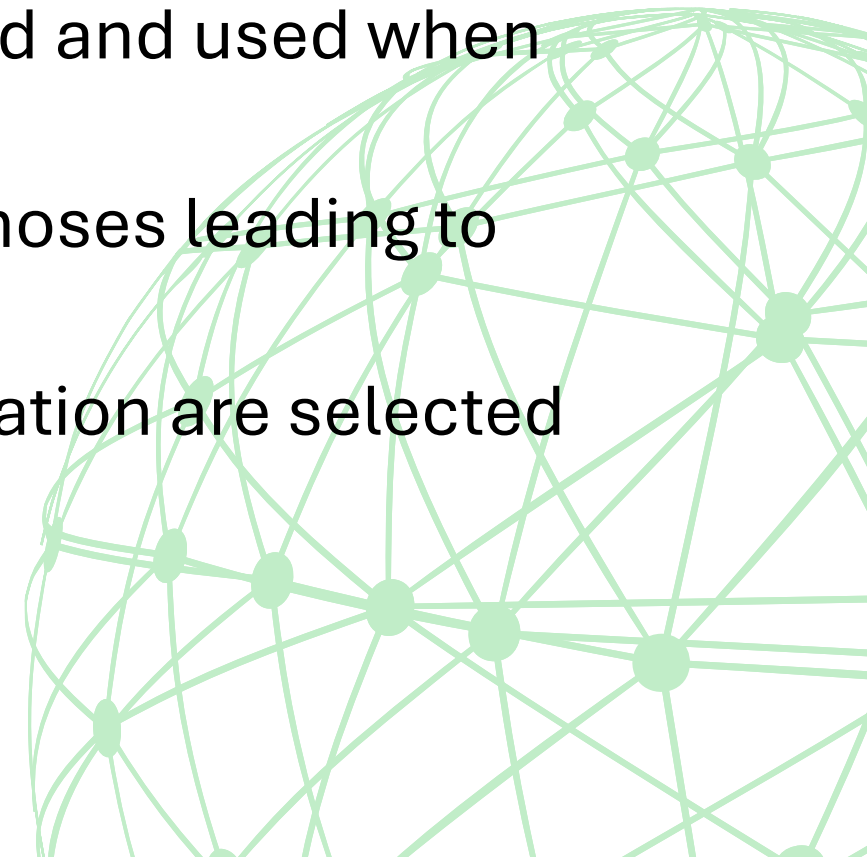 d and used when
noses leading to
ation are selected